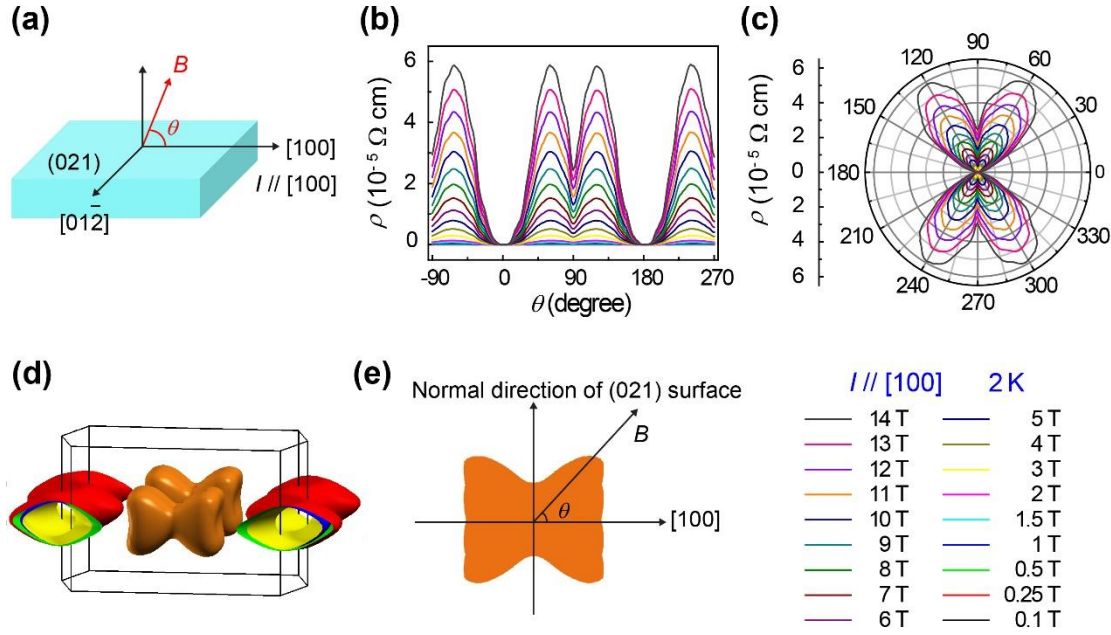 (a)
B
θ
[100]
(021)
I // [100]
[012̄]
(b)
6
4
2
0
ρ (10⁻⁵ Ω cm)
-90 0 90 180 270
θ (degree)
(c)
6
4
2
0
2
4
6
ρ (10⁻⁵ Ω cm)
90
120 60
150 30
180 0
210 330
240 300
270
(d)
(e)
Normal direction of (021) surface
B
θ
[100]
I // [100] 2 K
14 T 5 T
13 T 4 T
12 T 3 T
11 T 2 T
10 T 1.5 T
9 T 1 T
8 T 0.5 T
7 T 0.25 T
6 T 0.1 T